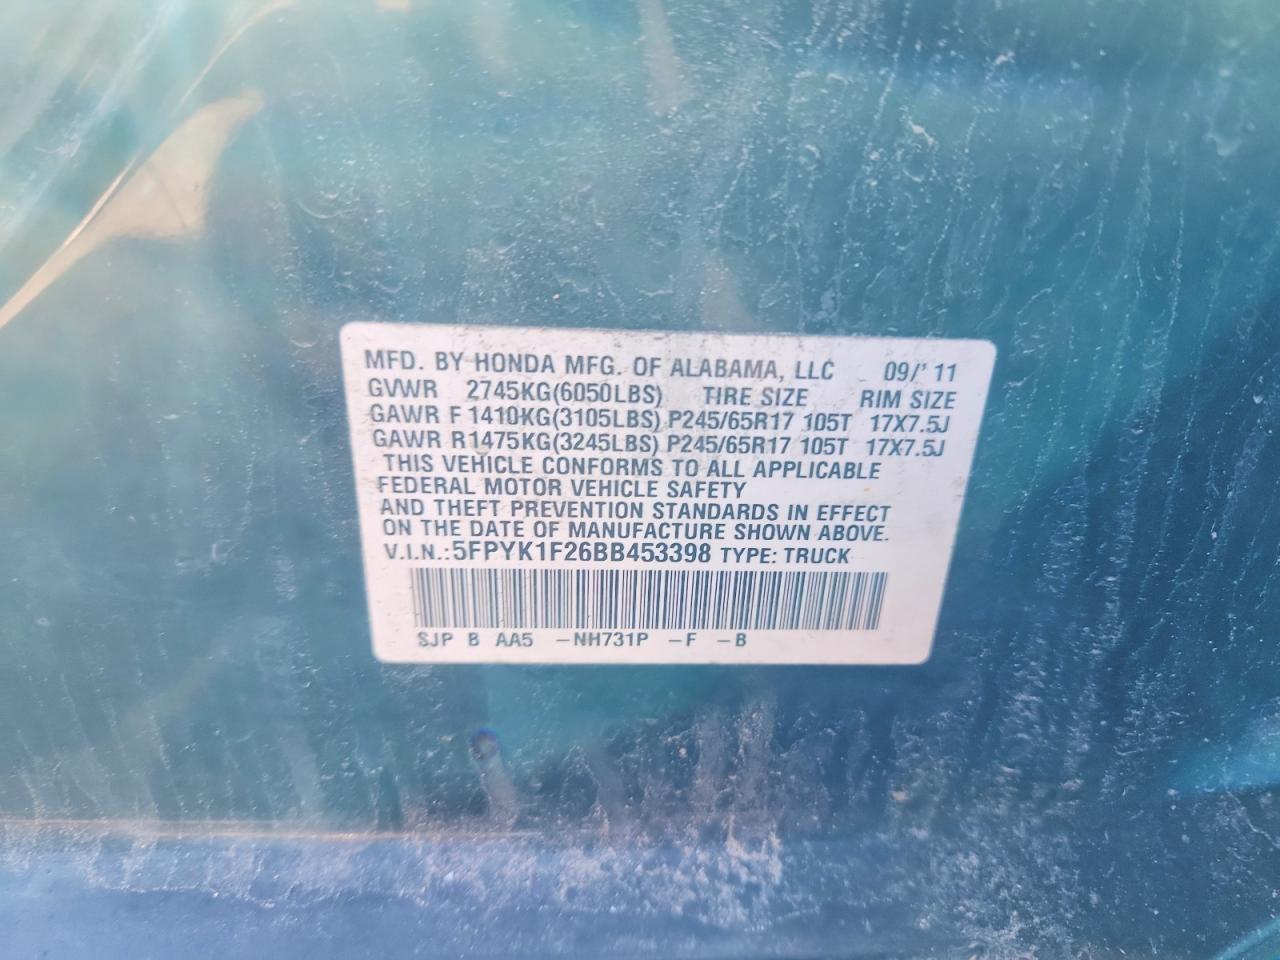 MFD. BY HONDA MFG. OF ALABAMA, LLC 09/' 11
GVWR 2745KG(6050LBS) TIRE SIZE RIM SIZE
GAWR F 1410KG(3105LBS) P245/65R17 105T 17X7.5J
GAWR R1475KG(3245LBS) P245/65R17 105T 17X7.5J
THIS VEHICLE CONFORMS TO ALL APPLICABLE
FEDERAL MOTOR VEHICLE SAFETY
AND THEFT PREVENTION STANDARDS IN EFFECT
ON THE DATE OF MANUFACTURE SHOWN ABOVE.
V.I.N.:5FPYK1F26BB453398 TYPE: TRUCK
SJP B AA5 -NH731P -F -B